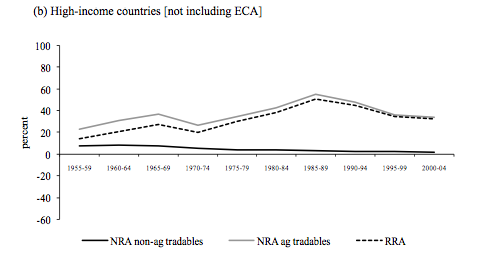 (b) High-income countries [not including ECA]
100
80
60
40
20
0
-20
-40
-60
percent
1955-59 1960-64 1965-69 1970-74 1975-79 1980-84 1985-89 1990-94 1995-99 2000-04
NRA non-ag tradables NRA ag tradables RRA